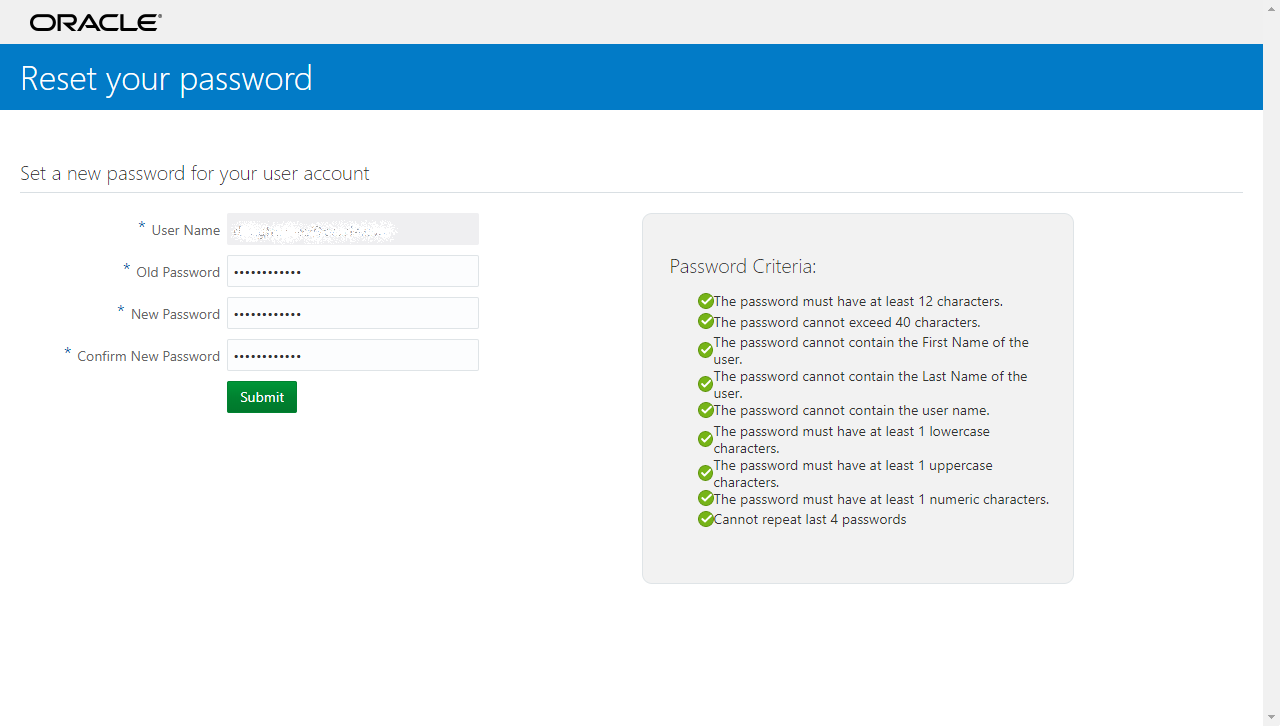 ORACLE®
Reset your password
Set a new password for your user account
* User Name
* Old Password ••••••••••••
* New Password ••••••••••••
* Confirm New Password ••••••••••••
Submit
Password Criteria:
The password must have at least 12 characters.
The password cannot exceed 40 characters.
The password cannot contain the First Name of the
user.
The password cannot contain the Last Name of the
user.
The password cannot contain the user name.
The password must have at least 1 lowercase
characters.
The password must have at least 1 uppercase
characters.
The password must have at least 1 numeric characters.
Cannot repeat last 4 passwords